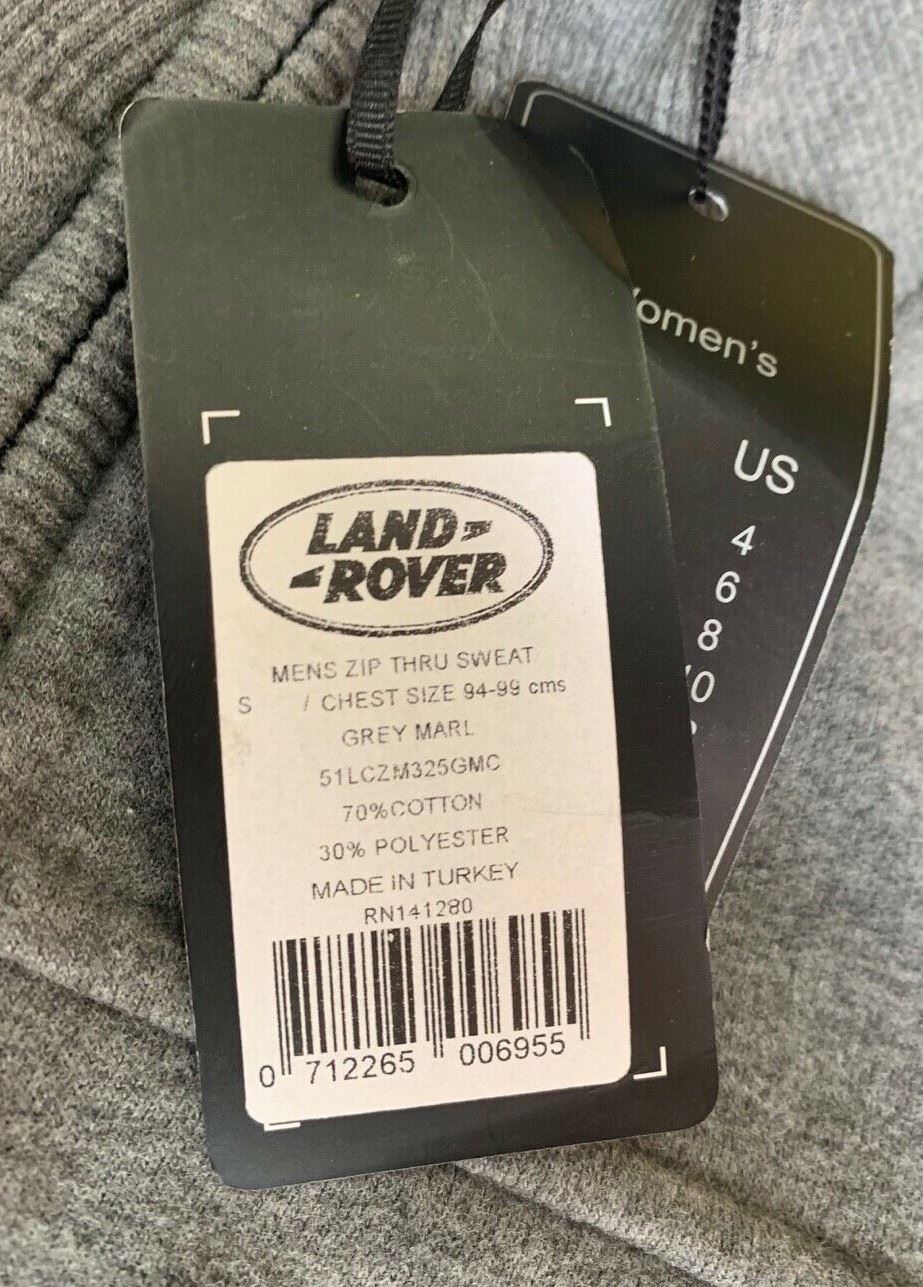 LAND
ROVER
MENS ZIP THRU SWEAT
S / CHEST SIZE 94-99 cms
GREY MARL
51LCZM325GMC
70%COTTON
30% POLYESTER
MADE IN TURKEY
RN141280
0 712265 006955
omen's
US
4
6
8
10